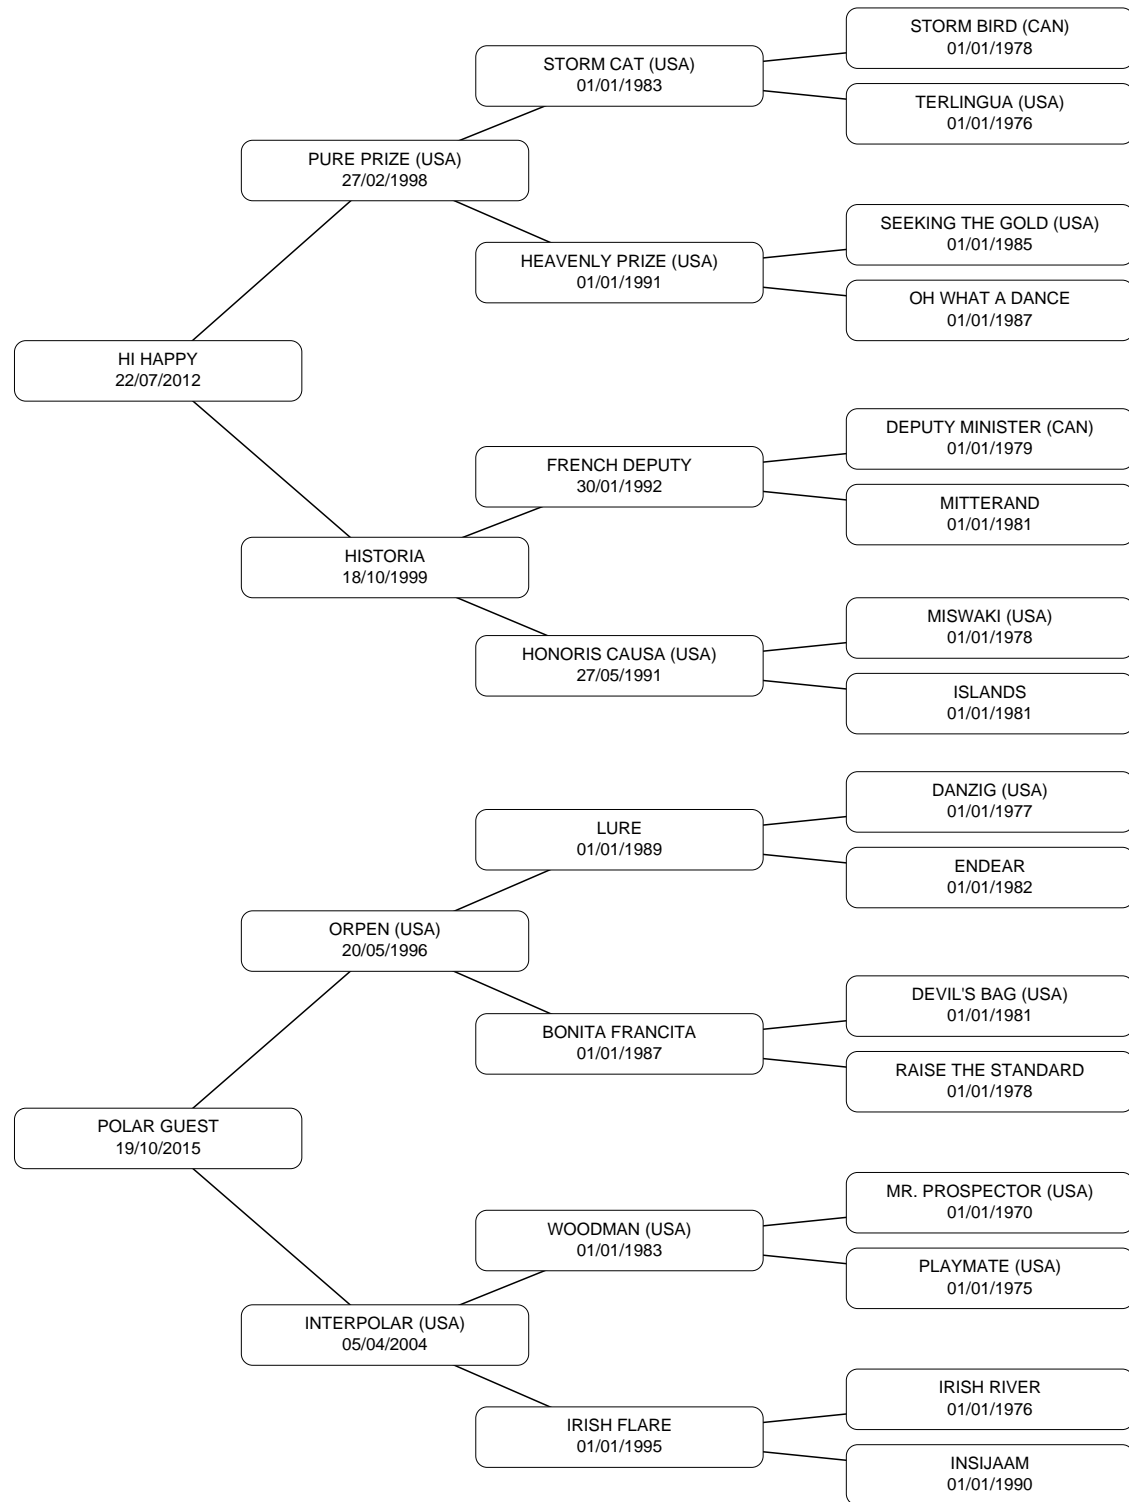 STORM BIRD (CAN)
01/01/1978
STORM CAT (USA)
01/01/1983
TERLINGUA (USA)
01/01/1976
PURE PRIZE (USA)
27/02/1998
SEEKING THE GOLD (USA)
01/01/1985
HEAVENLY PRIZE (USA)
01/01/1991
OH WHAT A DANCE
01/01/1987
HI HAPPY
22/07/2012
DEPUTY MINISTER (CAN)
01/01/1979
FRENCH DEPUTY
30/01/1992
MITTERAND
01/01/1981
HISTORIA
18/10/1999
MISWAKI (USA)
01/01/1978
HONORIS CAUSA (USA)
27/05/1991
ISLANDS
01/01/1981
DANZIG (USA)
01/01/1977
LURE
01/01/1989
ENDEAR
01/01/1982
ORPEN (USA)
20/05/1996
DEVIL'S BAG (USA)
01/01/1981
BONITA FRANCITA
01/01/1987
RAISE THE STANDARD
01/01/1978
POLAR GUEST
19/10/2015
MR. PROSPECTOR (USA)
01/01/1970
WOODMAN (USA)
01/01/1983
PLAYMATE (USA)
01/01/1975
INTERPOLAR (USA)
05/04/2004
IRISH RIVER
01/01/1976
IRISH FLARE
01/01/1995
INSIJAAM
01/01/1990